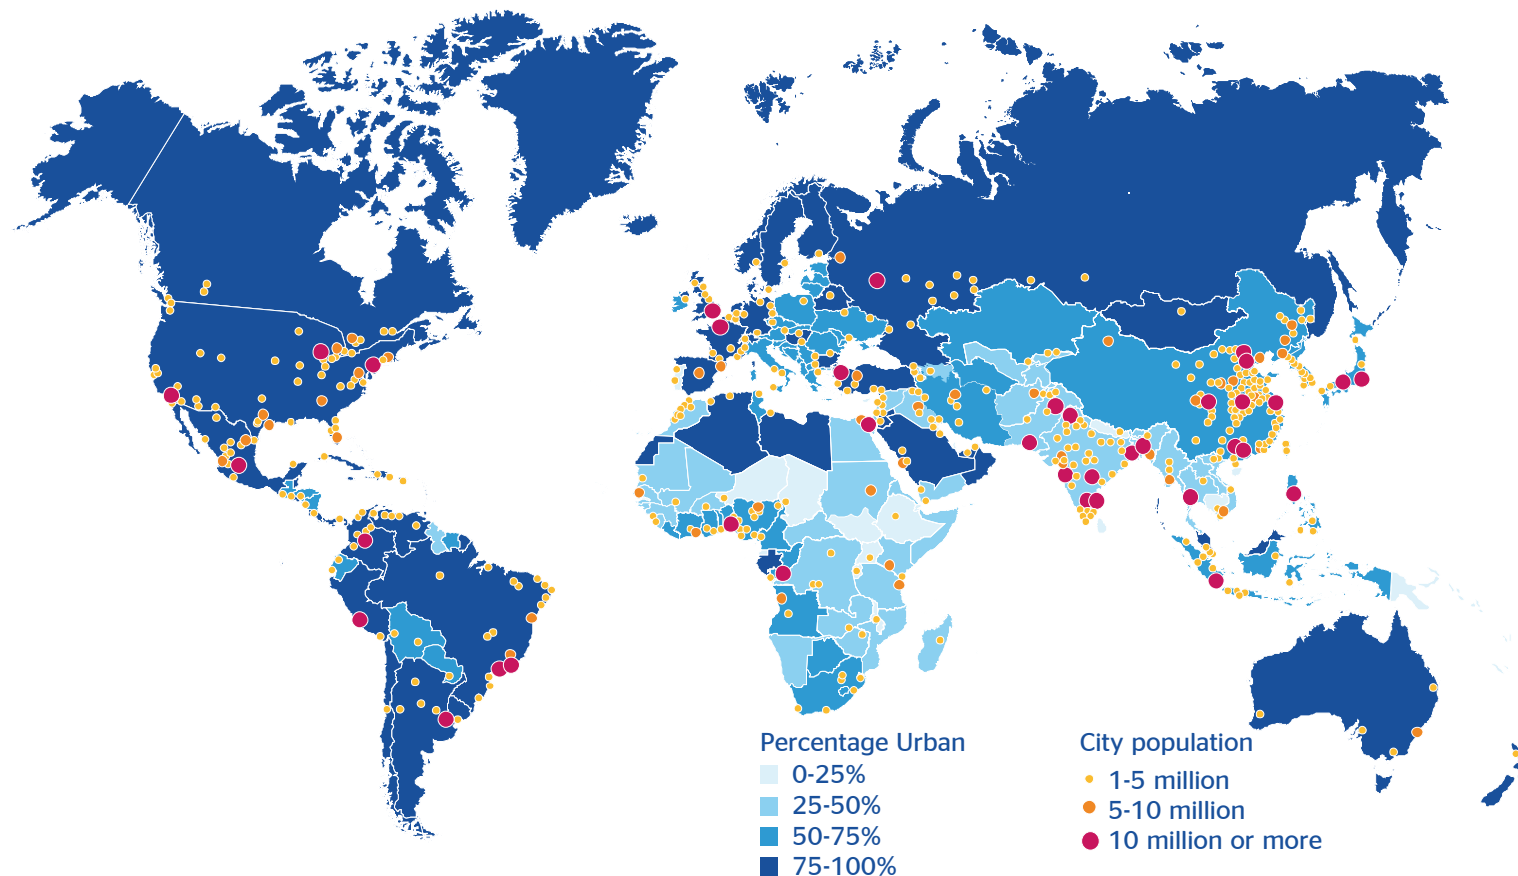 Percentage Urban
0-25%
25-50%
50-75%
75-100%
City population
1-5 million
5-10 million
10 million or more